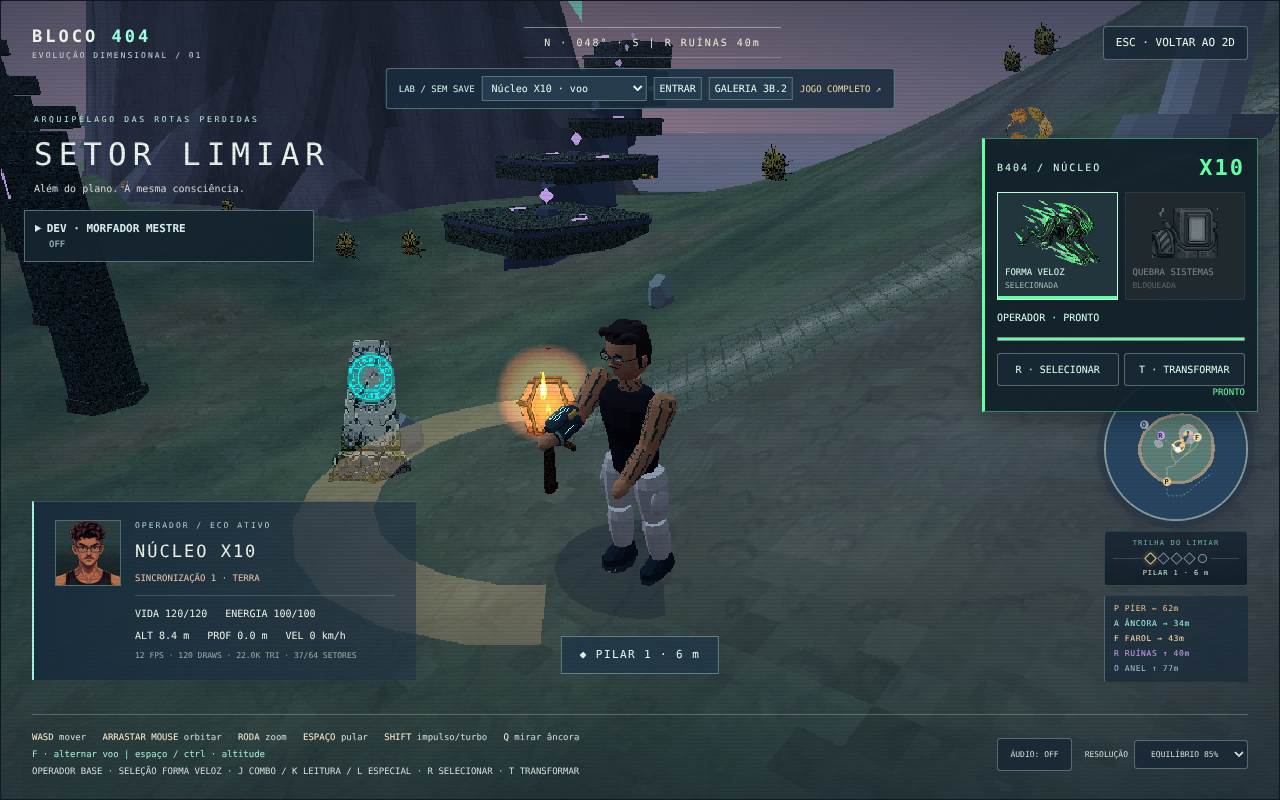 BLOCO 404
EVOLUÇÃO DIMENSIONAL / 01
N · 048° · S | R RUÍNAS 40m
ESC · VOLTAR AO 2D
LAB / SEM SAVE
Núcleo X10 · voo
ENTRAR
GALERIA 3B.2
JOGO COMPLETO ↗
ARQUIPÉLAGO DAS ROTAS PERDIDAS
SETOR LIMIAR
Além do plano. A mesma consciência.
▶ DEV · MORFADOR MESTRE
OFF
B404 / NÚCLEO
X10
FORMA VELOZ
SELECIONADA
QUEBRA SISTEMAS
BLOQUEADA
OPERADOR · PRONTO
R · SELECIONAR
T · TRANSFORMAR
PRONTO
O
R
F
P
TRILHA DO LIMIAR
PILAR 1 · 6 m
P PÍER ← 62m
A ÂNCORA → 34m
F FAROL → 43m
R RUÍNAS ↑ 40m
O ANEL ↑ 77m
OPERADOR / ECO ATIVO
NÚCLEO X10
SINCRONIZAÇÃO 1 · TERRA
VIDA 120/120 ENERGIA 100/100
ALT 8.4 m PROF 0.0 m VEL 0 km/h
12 FPS · 120 DRAWS · 22.0K TRI · 37/64 SETORES
◆ PILAR 1 · 6 m
WASD mover ARRASTAR MOUSE orbitar RODA zoom ESPAÇO pular SHIFT impulso/turbo Q mirar âncora
F · alternar voo | espaço / ctrl · altitude
OPERADOR BASE · SELEÇÃO FORMA VELOZ · J COMBO / K LEITURA / L ESPECIAL · R SELECIONAR · T TRANSFORMAR
ÁUDIO: OFF
RESOLUÇÃO
EQUILÍBRIO 85%